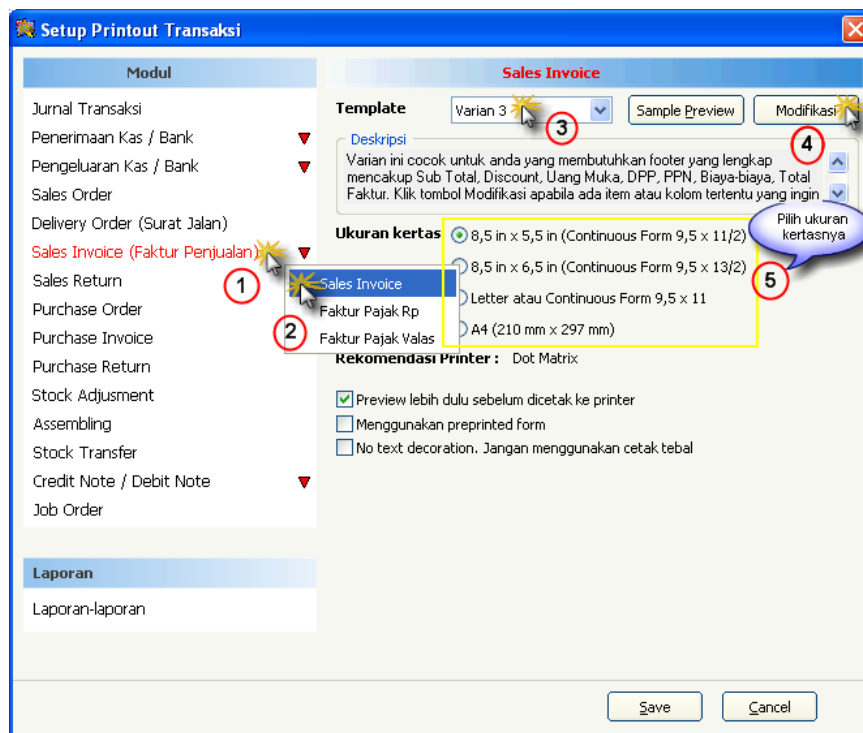 Setup Printout Transaksi
Modul
Jurnal Transaksi
Penerimaan Kas / Bank
Pengeluaran Kas / Bank
Sales Order
Delivery Order (Surat Jalan)
Sales Invoice (Faktur Penjualan)
1
Sales Return
Purchase Order
Purchase Invoice
Purchase Return
Stock Adjusment
Assembling
Stock Transfer
Credit Note / Debit Note
Job Order
2
Sales Invoice
Faktur Pajak Rp
Faktur Pajak Valas
Laporan
Laporan-laporan
Sales Invoice
Template Varian 3 Sample Preview Modifikasi
3
4
Deskripsi
Varian ini cocok untuk anda yang membutuhkan footer yang lengkap
mencakup Sub Total, Discount, Uang Muka, DPP, PPN, Biaya-biaya, Total
Faktur. Klik tombol Modifikasi apabila ada item atau kolom tertentu yang ingin
Ukuran kertas
8,5 in x 5,5 in (Continuous Form 9,5 x 11/2)
8,5 in x 6,5 in (Continuous Form 9,5 x 13/2)
Letter atau Continuous Form 9,5 x 11
A4 (210 mm x 297 mm)
Pilih ukuran
kertasnya
5
Rekomendasi Printer : Dot Matrix
Preview lebih dulu sebelum dicetak ke printer
Menggunakan preprinted form
No text decoration. Jangan menggunakan cetak tebal
Save Cancel